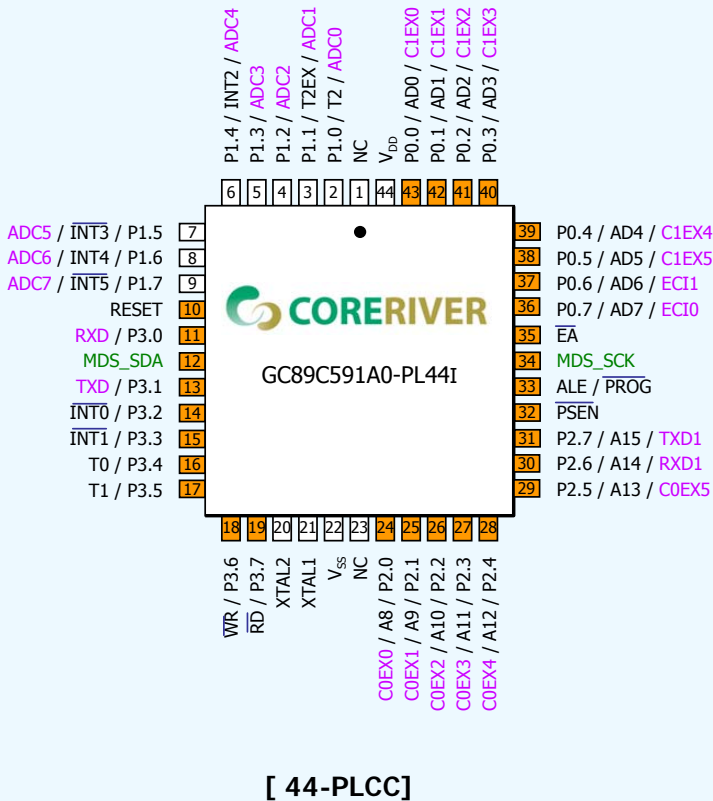 P1.4 / INT2 / ADC4
P1.3 / ADC3
P1.2 / ADC2
P1.1 / T2EX / ADC1
P1.0 / T2 / ADC0
NC
VDD
P0.0 / AD0 / C1EX0
P0.1 / AD1 / C1EX1
P0.2 / AD2 / C1EX2
P0.3 / AD3 / C1EX3
6 5 4 3 2 1 44 43 42 41 40
ADC5 / INT3 / P1.5 7
ADC6 / INT4 / P1.6 8
ADC7 / INT5 / P1.7 9
RESET 10
RXD / P3.0 11
MDS_SDA 12
TXD / P3.1 13
INT0 / P3.2 14
INT1 / P3.3 15
T0 / P3.4 16
T1 / P3.5 17
CORERIVER
GC89C591A0-PL44I
39 P0.4 / AD4 / C1EX4
38 P0.5 / AD5 / C1EX5
37 P0.6 / AD6 / ECI1
36 P0.7 / AD7 / ECI0
35 EA
34 MDS_SCK
33 ALE / PROG
32 PSEN
31 P2.7 / A15 / TXD1
30 P2.6 / A14 / RXD1
29 P2.5 / A13 / C0EX5
18 19 20 21 22 23 24 25 26 27 28
WR / P3.6
RD / P3.7
XTAL2
XTAL1
VSS
NC
C0EX0 / A8 / P2.0
C0EX1 / A9 / P2.1
C0EX2 / A10 / P2.2
C0EX3 / A11 / P2.3
C0EX4 / A12 / P2.4
[ 44-PLCC]